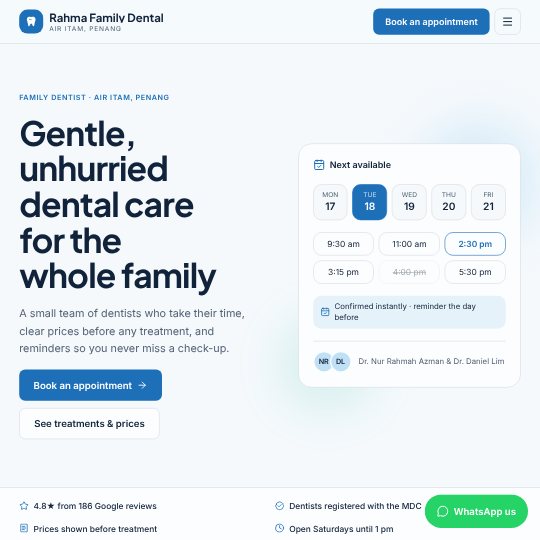 Rahma Family Dental
AIR ITAM, PENANG
Book an appointment
FAMILY DENTIST · AIR ITAM, PENANG
Gentle,
unhurried
dental care
for the
whole family
A small team of dentists who take their time,
clear prices before any treatment, and
reminders so you never miss a check-up.
Book an appointment →
See treatments & prices
Next available
MON TUE WED THU FRI
17 18 19 20 21
9:30 am 11:00 am 2:30 pm
3:15 pm 4:00 pm 5:30 pm
Confirmed instantly · reminder the day
before
NR DL Dr. Nur Rahmah Azman & Dr. Daniel Lim
4.8★ from 186 Google reviews
Dentists registered with the MDC
Prices shown before treatment
Open Saturdays until 1 pm
WhatsApp us